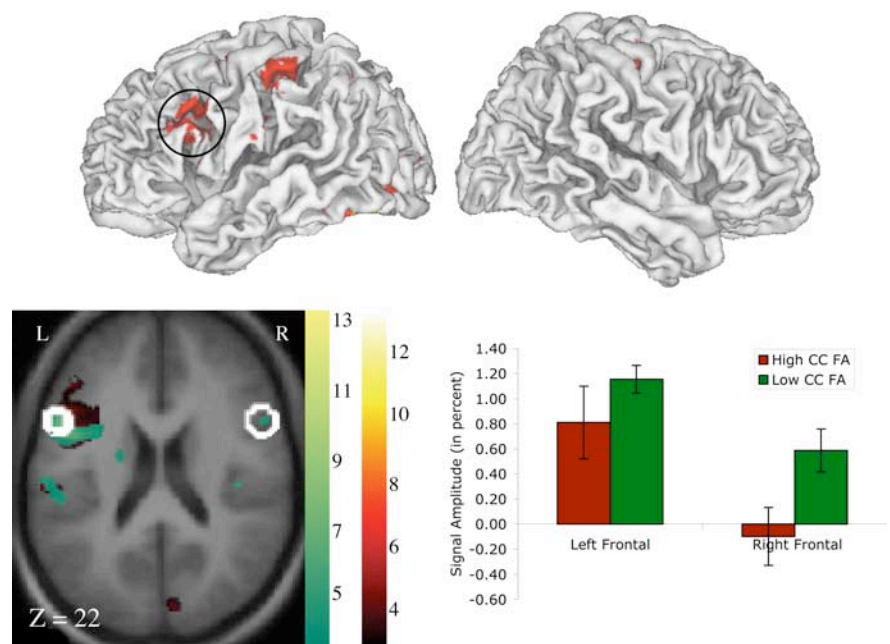 L
R
Z = 22
13
11
9
7
5
12
10
8
6
4
Signal Amplitude (in percent)
1.40
1.20
1.00
0.80
0.60
0.40
0.20
0.00
-0.20
-0.40
-0.60
High CC FA
Low CC FA
Left Frontal
Right Frontal